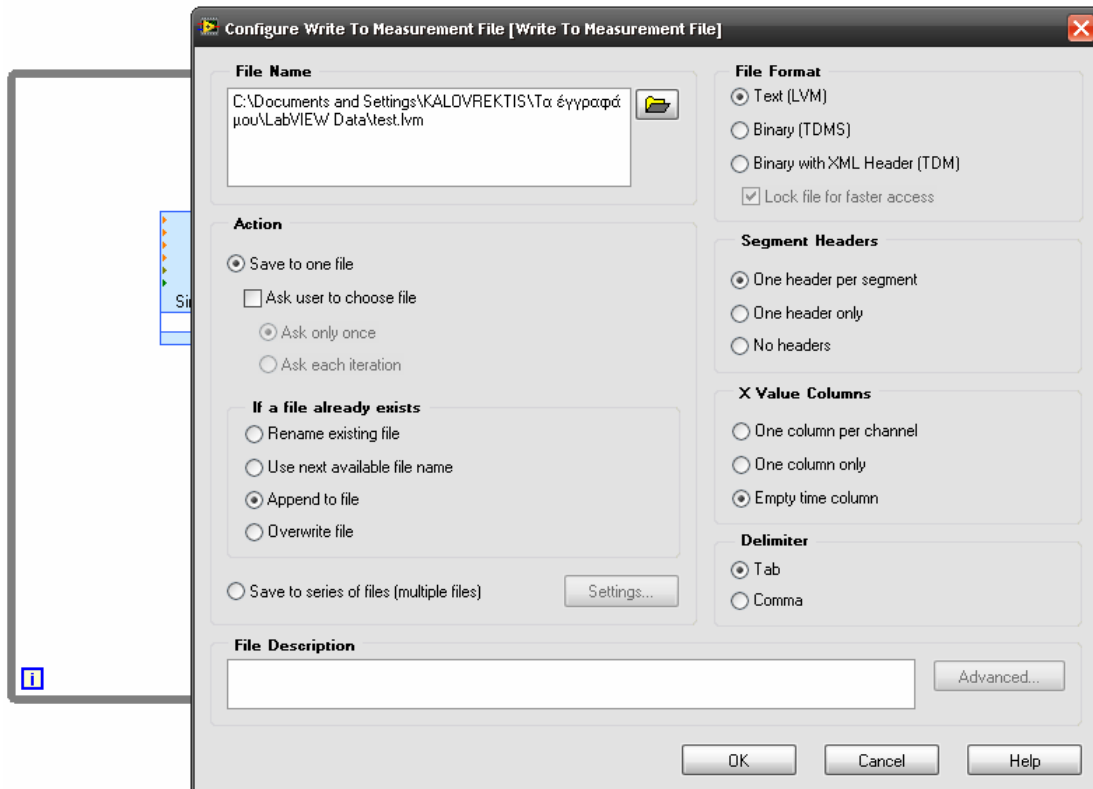 Configure Write To Measurement File [Write To Measurement File]
File Name
C:\Documents and Settings\KALOVREKTIS\Τα έγγραφά
μου\LabVIEW Data\test.lvm
Action
Save to one file
Ask user to choose file
Ask only once
Ask each iteration
If a file already exists
Rename existing file
Use next available file name
Append to file
Overwrite file
Save to series of files (multiple files)
Settings...
File Format
Text (LVM)
Binary (TDMS)
Binary with XML Header (TDM)
Lock file for faster access
Segment Headers
One header per segment
One header only
No headers
X Value Columns
One column per channel
One column only
Empty time column
Delimiter
Tab
Comma
File Description
Advanced...
OK
Cancel
Help
i